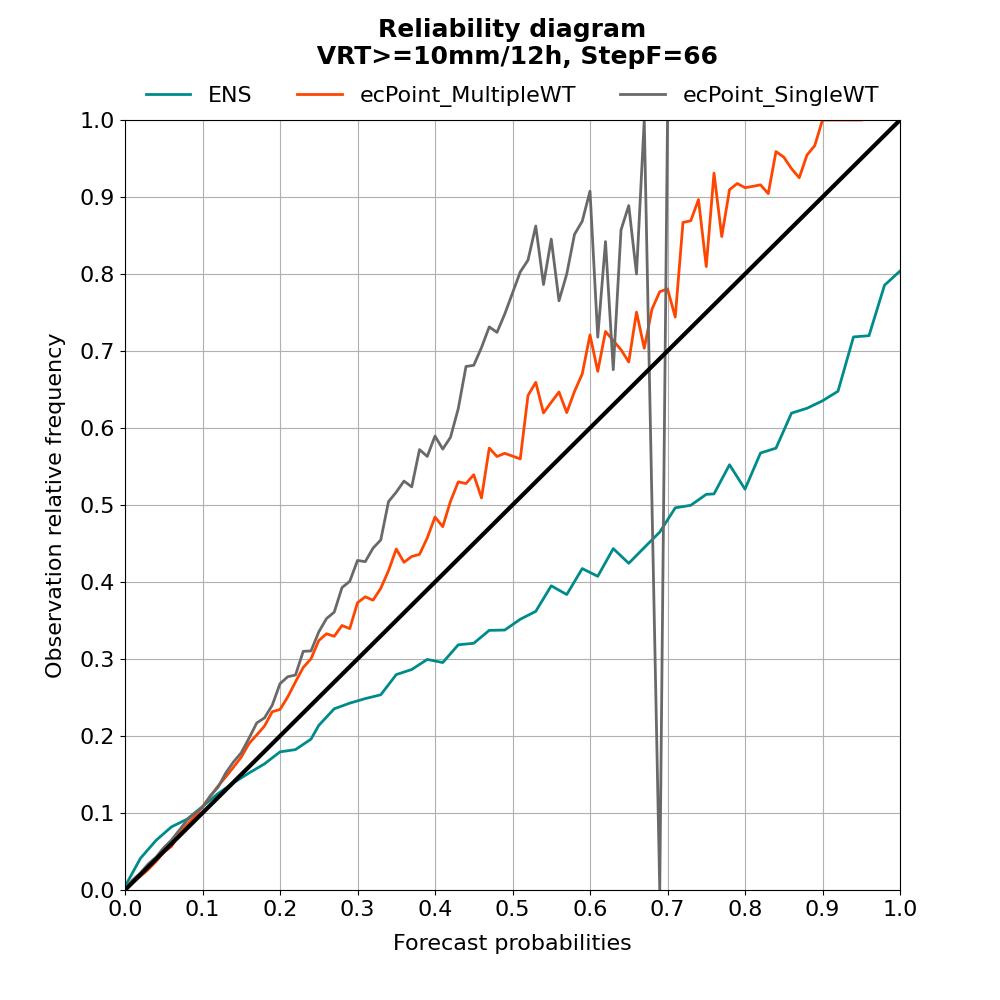 Reliability diagram
VRT>=10mm/12h, StepF=66
ENS ecPoint_MultipleWT ecPoint_SingleWT
1.0
0.9
0.8
0.7
0.6
0.5
0.4
0.3
0.2
0.1
0.0
Observation relative frequency
0.0 0.1 0.2 0.3 0.4 0.5 0.6 0.7 0.8 0.9 1.0
Forecast probabilities